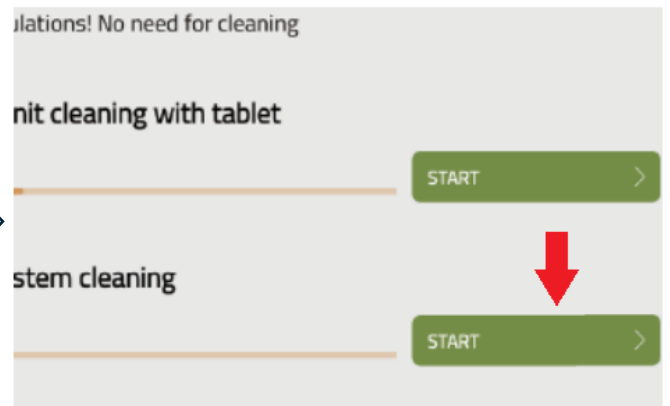 ulations! No need for cleaning
nit cleaning with tablet
START
stem cleaning
START